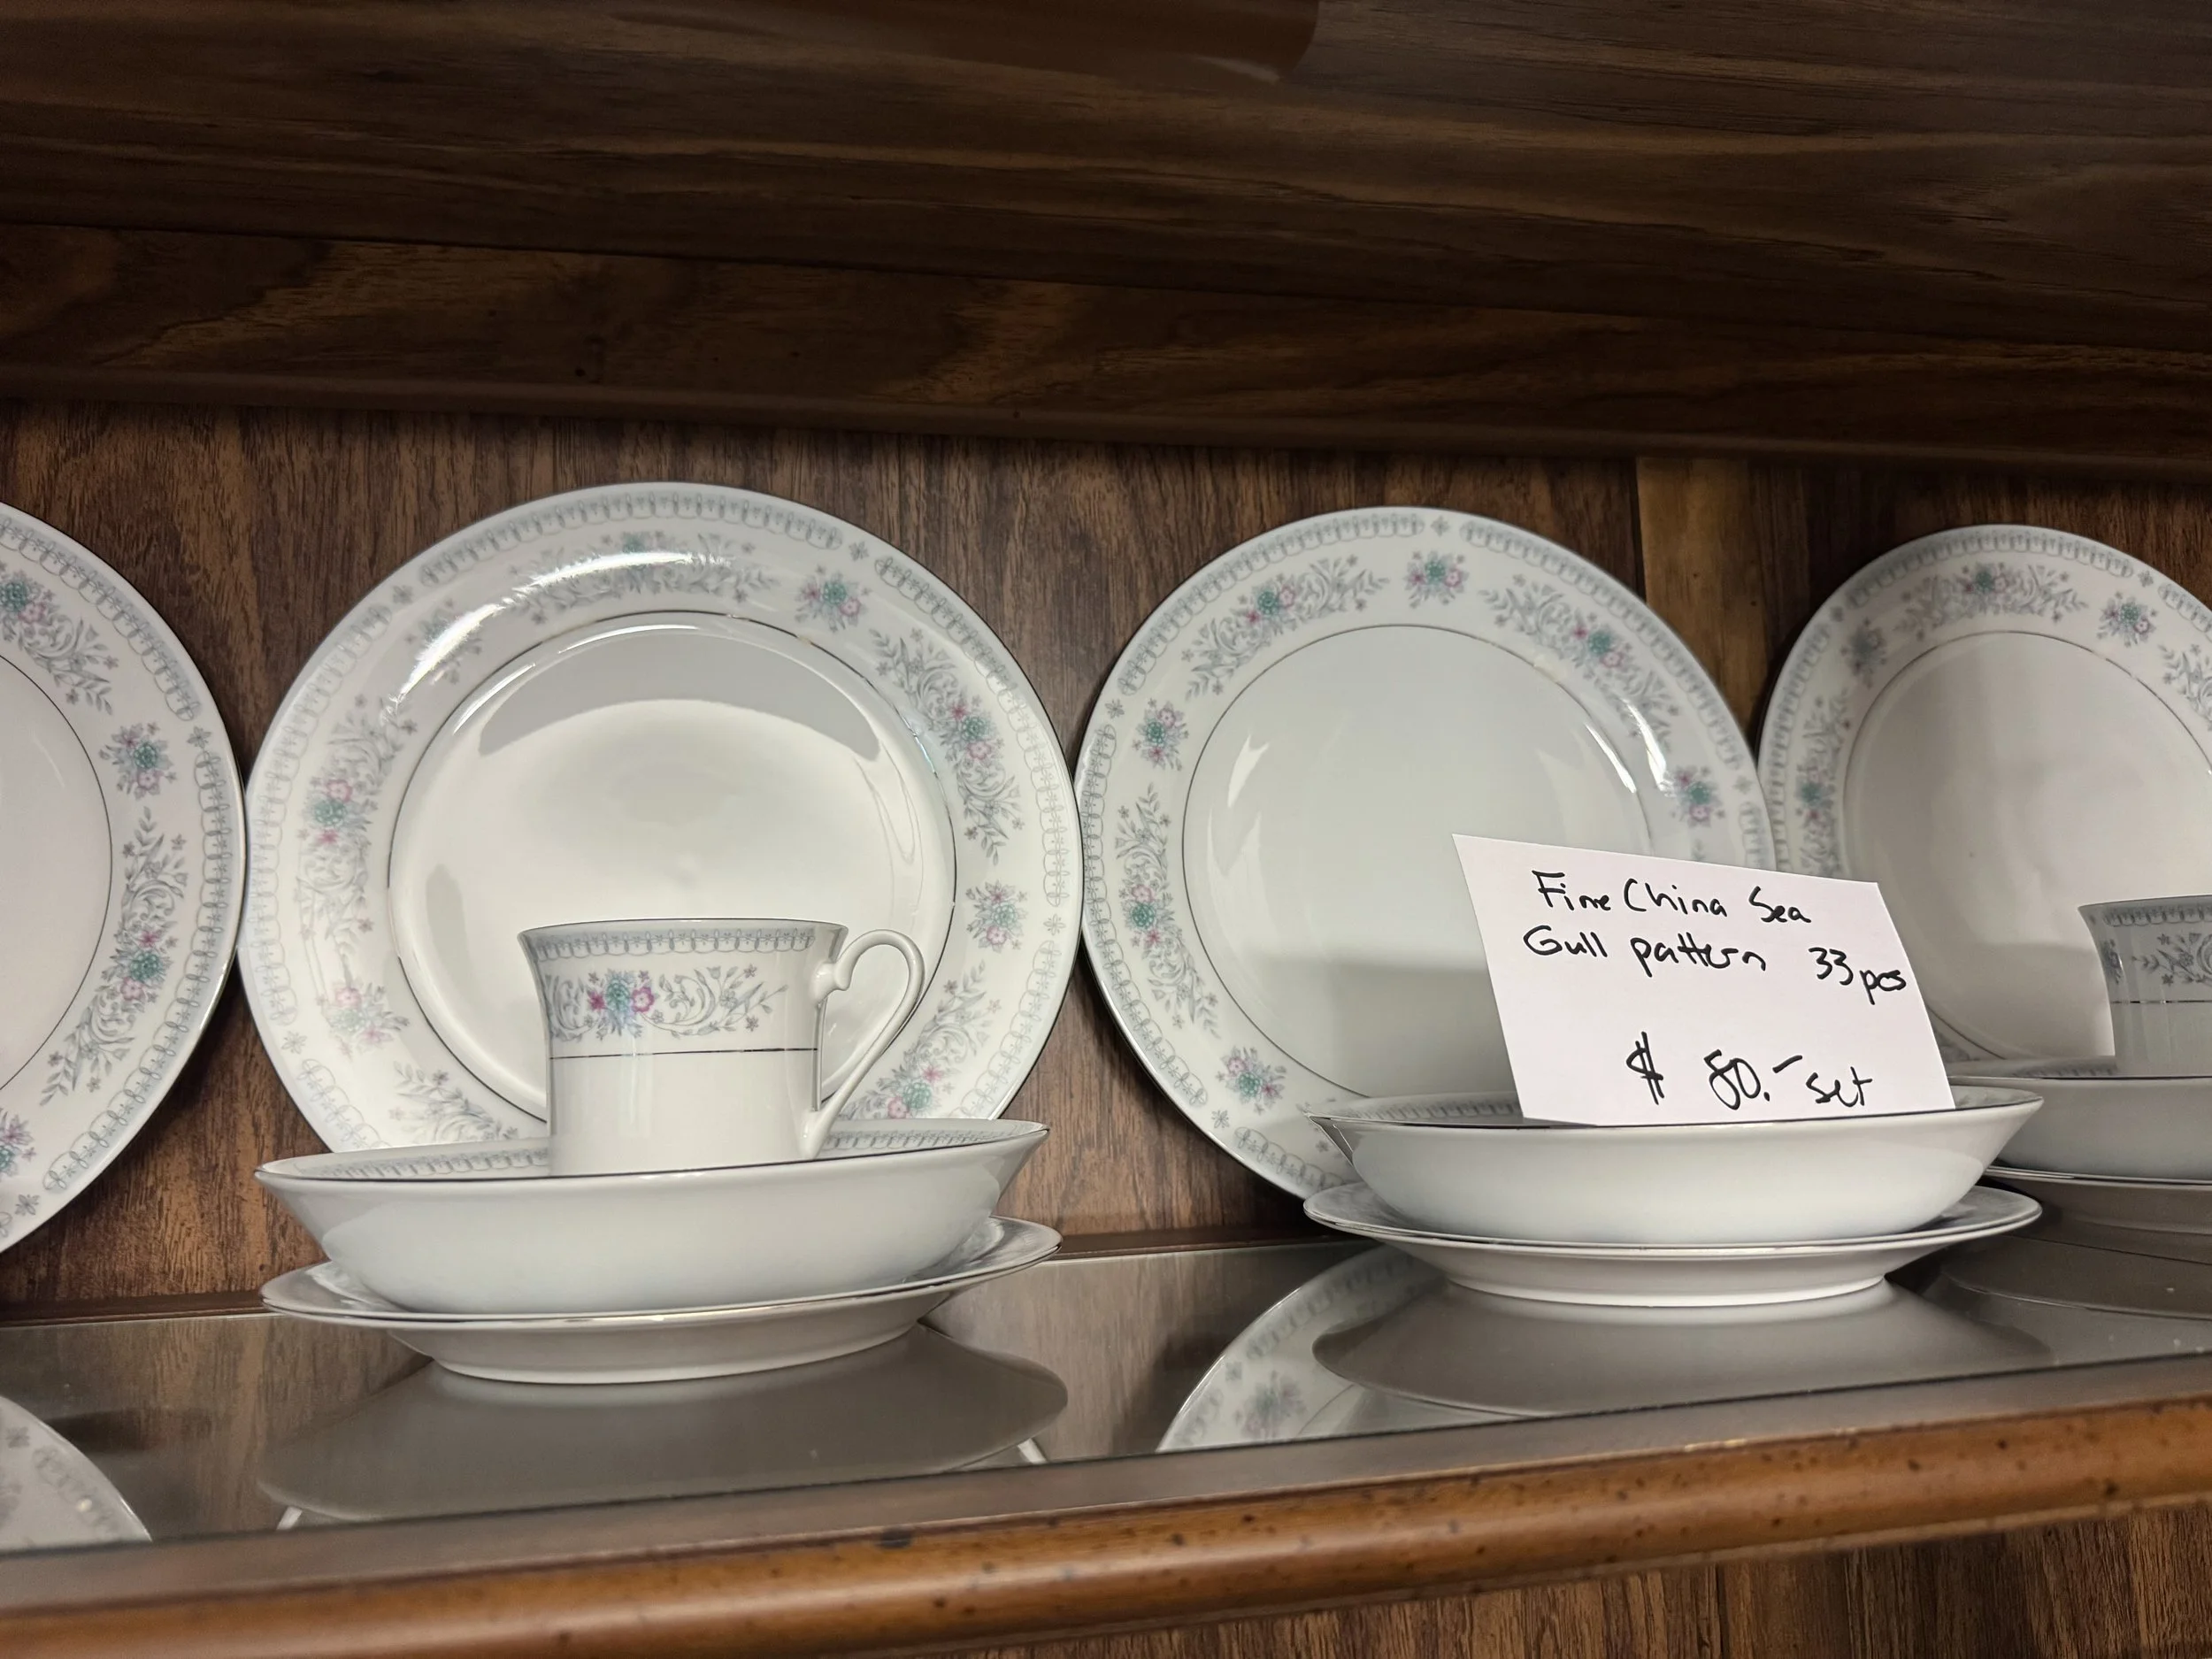 Fine China Sea
Gull pattern 33 pcs
$ 80.- set